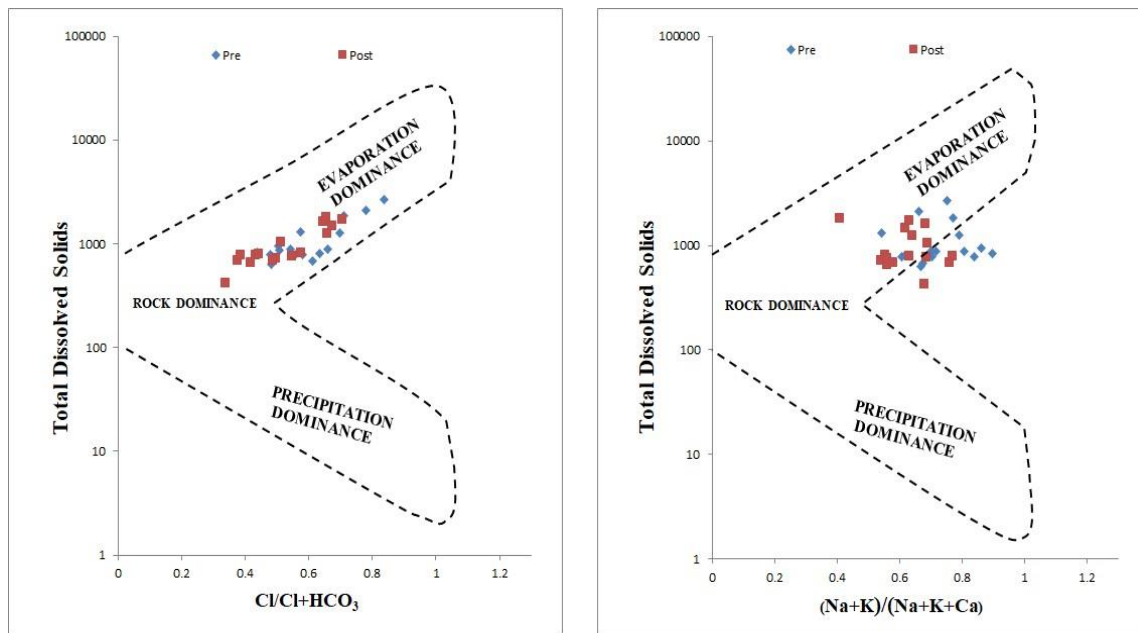 100000
10000
1000
100
10
1
0
0.2
0.4
0.6
0.8
1
1.2
Total Dissolved Solids
Cl/Cl+HCO₃
Pre
Post
EVAPORATION
DOMINANCE
ROCK DOMINANCE
PRECIPITATION
DOMINANCE
100000
10000
1000
100
10
1
0
0.2
0.4
0.6
0.8
1
1.2
Total Dissolved Solids
(Na+K)/(Na+K+Ca)
Pre
Post
EVAPORATION
DOMINANCE
ROCK DOMINANCE
PRECIPITATION
DOMINANCE